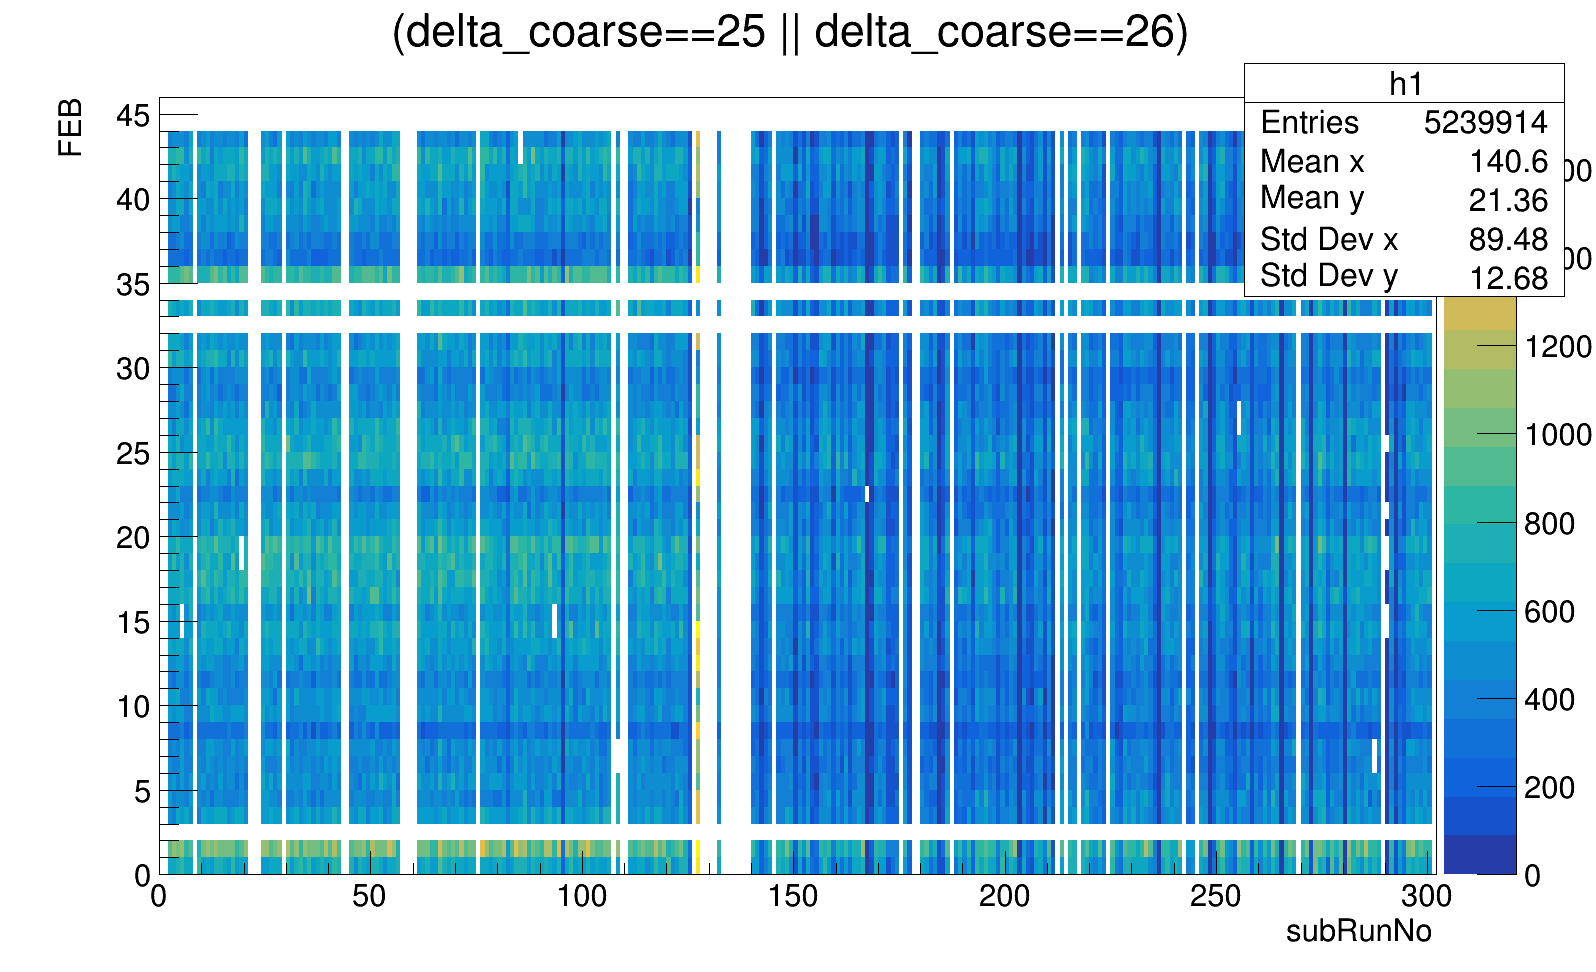 (delta_coarse==25 || delta_coarse==26)
h1
Entries 5239914
Mean x 140.6
Mean y 21.36
Std Dev x 89.48
Std Dev y 12.68
FEB
45
40
35
30
25
20
15
10
5
0
0 50 100 150 200 250 300
subRunNo
1200
1000
800
600
400
200
0